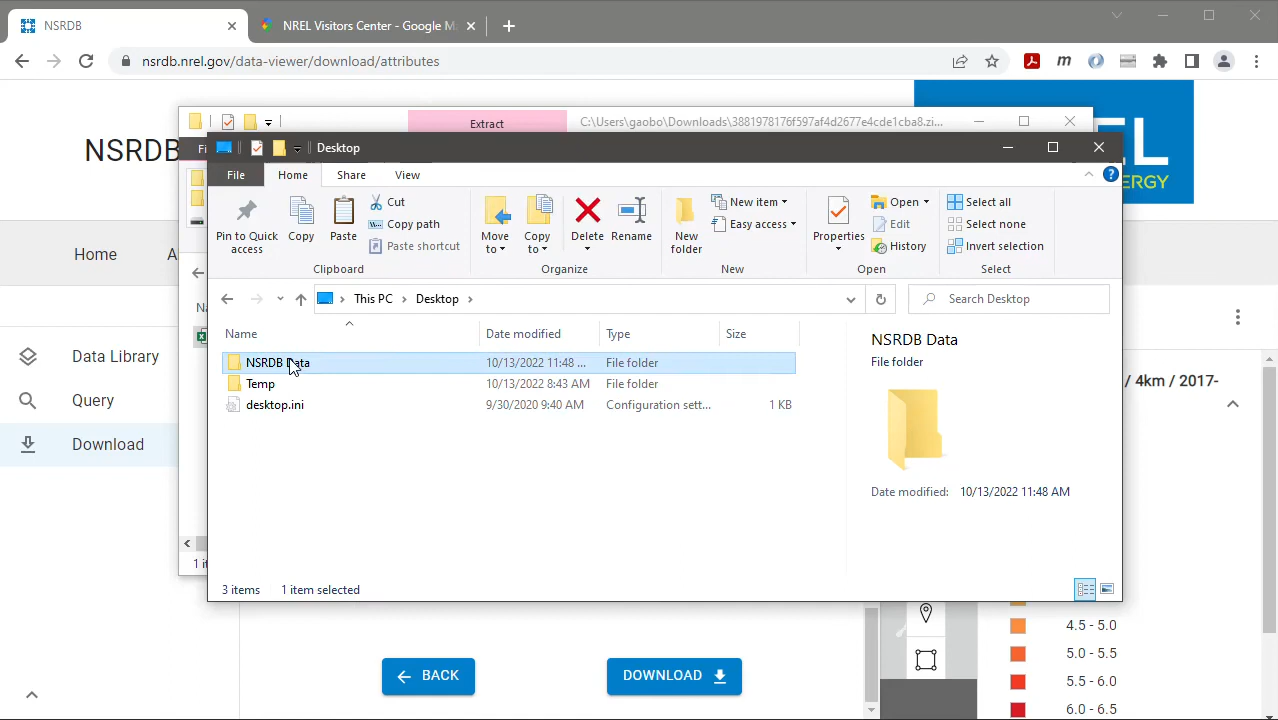 NSRDB
NREL Visitors Center - Google M
nsrdb.nrel.gov/data-viewer/download/attributes
NSRDB
ERGY
Extract
C:\Users\gaobo\Downloads\3881978176f597af4d2677e4cde1cba8.zi...
Desktop
File
Home
Share
View
Pin to Quick access
Copy
Paste
Cut
Copy path
Paste shortcut
Clipboard
Move to
Copy to
Delete
Rename
Organize
New folder
New item
Easy access
New
Properties
Open
Edit
History
Open
Select all
Select none
Invert selection
Select
This PC
Desktop
Search Desktop
Name
Date modified
Type
Size
NSRDB Data
10/13/2022 11:48 ...
File folder
Temp
10/13/2022 8:43 AM
File folder
desktop.ini
9/30/2020 9:40 AM
Configuration sett...
1 KB
NSRDB Data
File folder
Date modified: 10/13/2022 11:48 AM
3 items
1 item selected
Home
Data Library
Query
Download
/ 4km / 2017-
BACK
DOWNLOAD
4.5 - 5.0
5.0 - 5.5
5.5 - 6.0
6.0 - 6.5